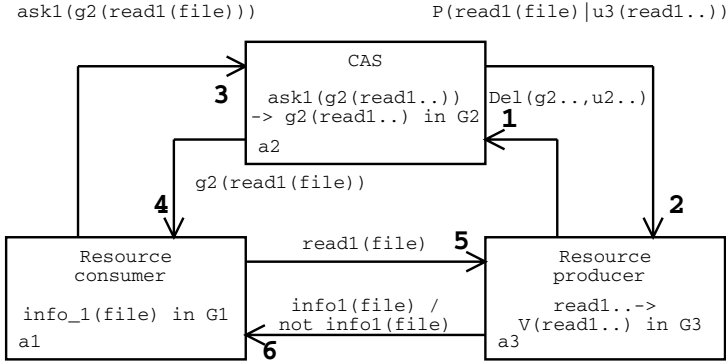 ask1(g2(read1(file)))
P(read1(file)|u3(read1..))
CAS
3
ask1(g2(read1..))
-> g2(read1..) in G2
a2
Del(g2..,u2..)
1
g2(read1(file))
4
2
Resource
consumer
info_1(file) in G1
a1
read1(file)
5
info1(file) /
not info1(file)
6
Resource
producer
read1..->
V(read1..) in G3
a3